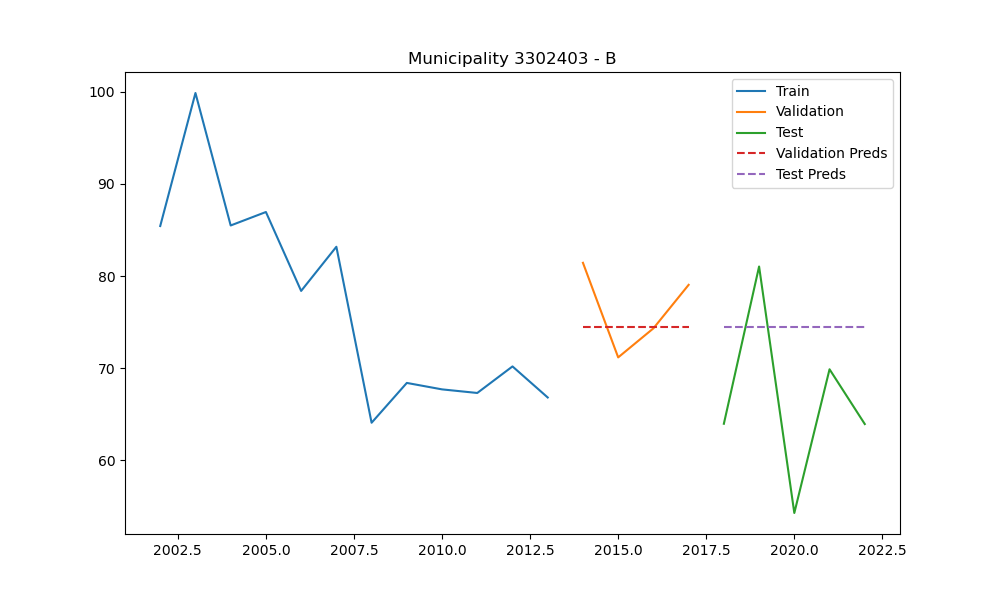 Municipality 3302403 - B
Train
Validation
Test
Validation Preds
Test Preds
100
90
80
70
60
2002.5 2005.0 2007.5 2010.0 2012.5 2015.0 2017.5 2020.0 2022.5